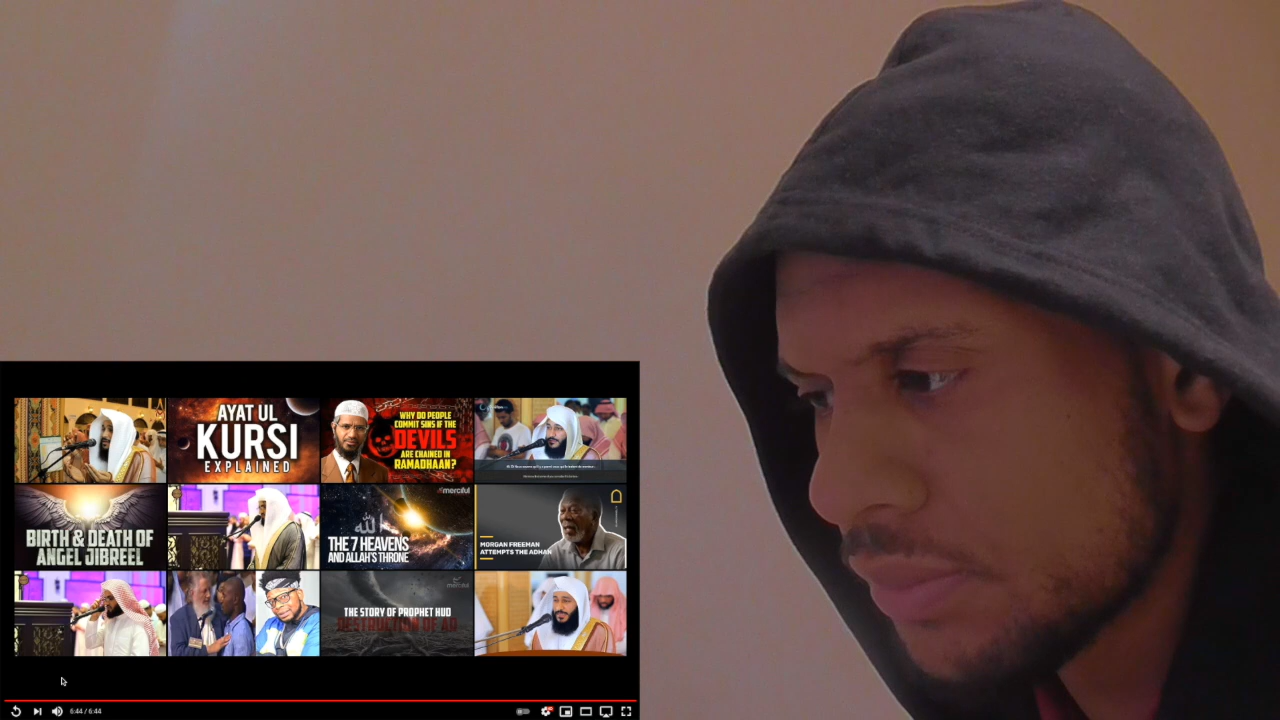 AYAT UL
KURSI
EXPLAINED
WHY DO PEOPLE
COMMIT SINS IF THE
DEVILS
ARE CHAINED IN
RAMADHAAN?
BIRTH & DEATH OF
ANGEL JIBREEL
merciful
الله
THE 7 HEAVENS
AND ALLAH'S THRONE
MORGAN FREEMAN
ATTEMPTS THE ADHAN
merciful
THE STORY OF PROPHET HUD
DESTRUCTION OF AD
6:44 / 6:44